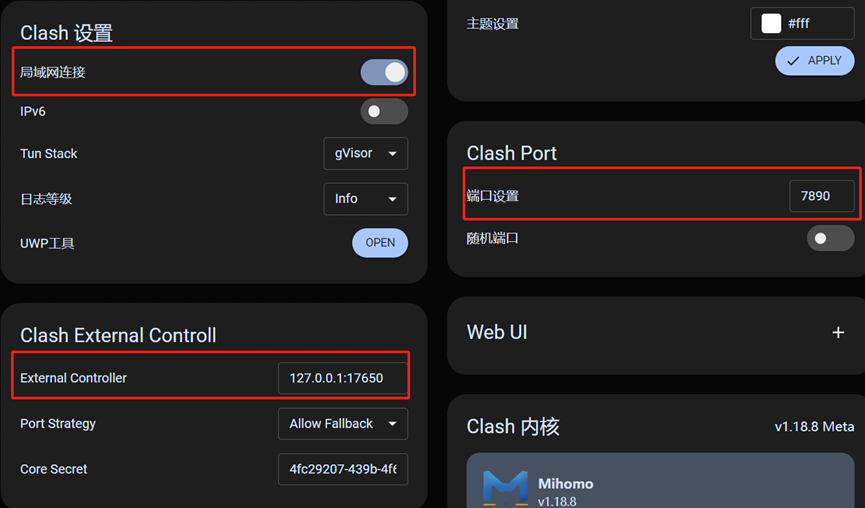 Clash 设置
局域网连接
IPv6
Tun Stack
gVisor
日志等级
Info
UWP工具
OPEN
Clash External Controll
External Controller
127.0.0.1:17650
Port Strategy
Allow Fallback
Core Secret
4fc29207-439b-4f6
主题设置
#fff
APPLY
Clash Port
端口设置
7890
随机端口
Web UI
Clash 内核
v1.18.8 Meta
Mihomo
v1.18.8